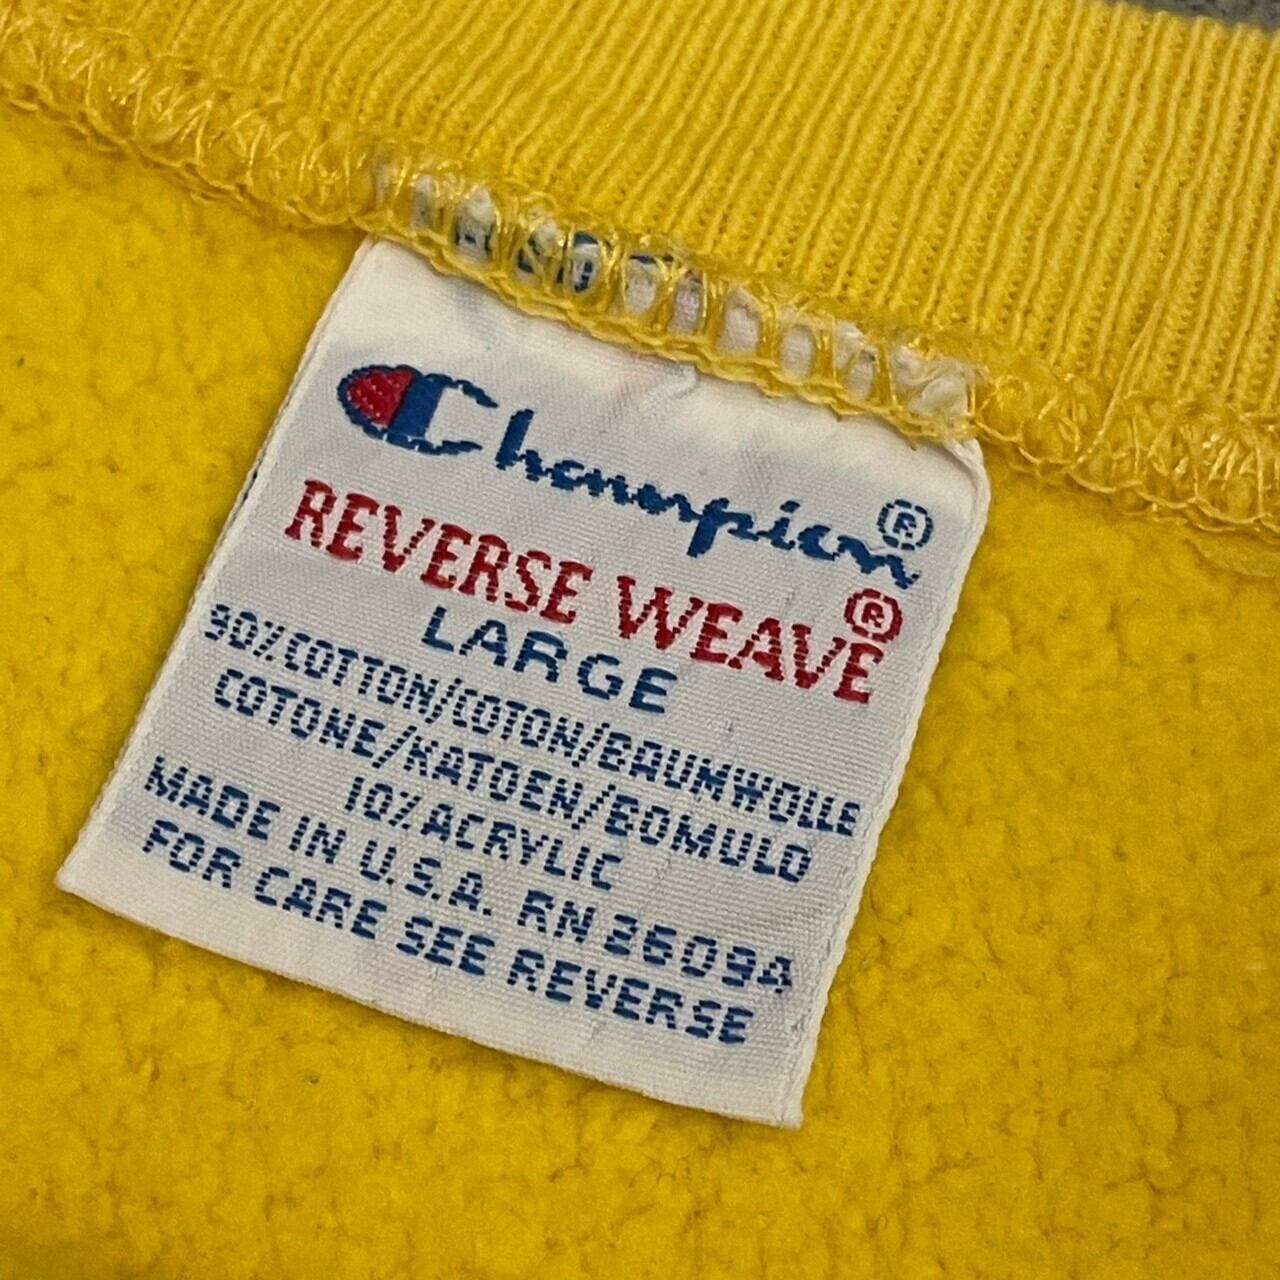 Champion®
REVERSE WEAVE®
LARGE
90% COTTON/COTON/BAUMWOLLE
COTONE/KATOEN/BOMULD
10% ACRYLIC
MADE IN U.S.A. RN 26094
FOR CARE SEE REVERSE